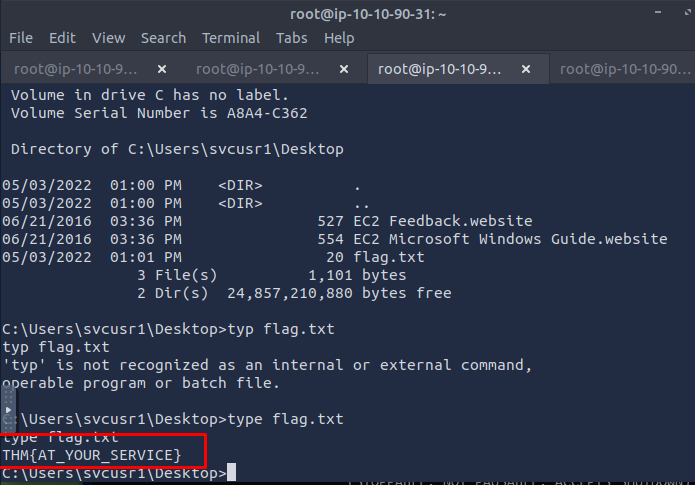 root@ip-10-10-90-31: ~
File Edit View Search Terminal Tabs Help
root@ip-10-10-9… × root@ip-10-10-9… × root@ip-10-10-9… × root@ip-10-10-90…
Volume in drive C has no label.
Volume Serial Number is A8A4-C362
Directory of C:\Users\svcusr1\Desktop
05/03/2022 01:00 PM <DIR> .
05/03/2022 01:00 PM <DIR> ..
06/21/2016 03:36 PM 527 EC2 Feedback.website
06/21/2016 03:36 PM 554 EC2 Microsoft Windows Guide.website
05/03/2022 01:01 PM 20 flag.txt
3 File(s) 1,101 bytes
2 Dir(s) 24,857,210,880 bytes free
C:\Users\svcusr1\Desktop>typ flag.txt
typ flag.txt
'typ' is not recognized as an internal or external command,
operable program or batch file.
C:\Users\svcusr1\Desktop>type flag.txt
type flag.txt
THM{AT_YOUR_SERVICE}
C:\Users\svcusr1\Desktop>